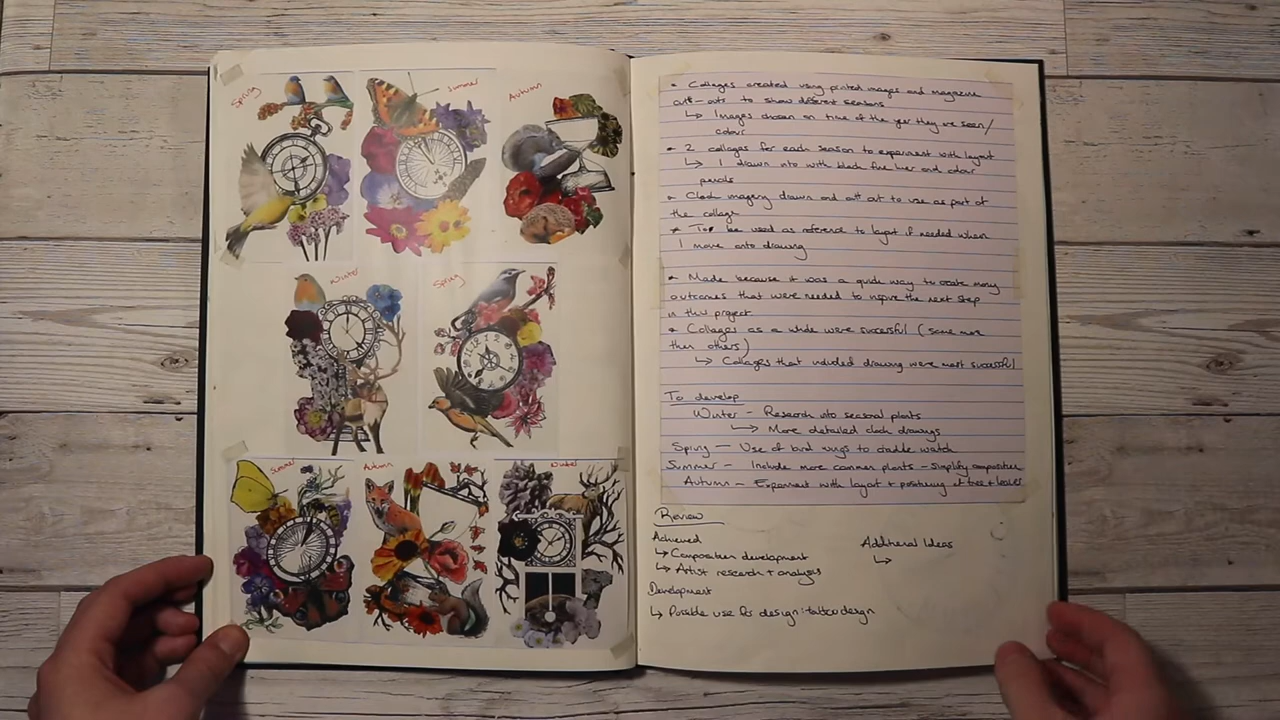 Spring
Summer
Autumn
Winter
Spring
Summer
Autumn
Winter
• Collages created using printed images and magazine
cut-outs to show different seasons
↳ Images chosen on time of the year they are seen/
colour
• 2 collages for each season to experiment with layout
↳ 1 drawn into with black fine liner and colour
pencils
• Clock imagery drawn and cut out to use as part of
the collage
* To be used as reference to layout if needed when
I move onto drawing
• Made because it was a quick way to create many
outcomes that were needed to inspire the next step
in this project
• Collages as a whole were successful (some more
than others)
↳ Collages that included drawing were most successful
To develop
Winter - Research into seasonal plants
↳ More detailed clock drawings
Spring - Use of bird wings to cradle watch
Summer - Include more common plants - simplify composition
Autumn - Experiment with layout + positioning of tree + leaves
Review
Achieved
↳ Composition development
↳ Artist research + analysis
Development
↳ Possible use for design: tattoo design
Additional Ideas
↳